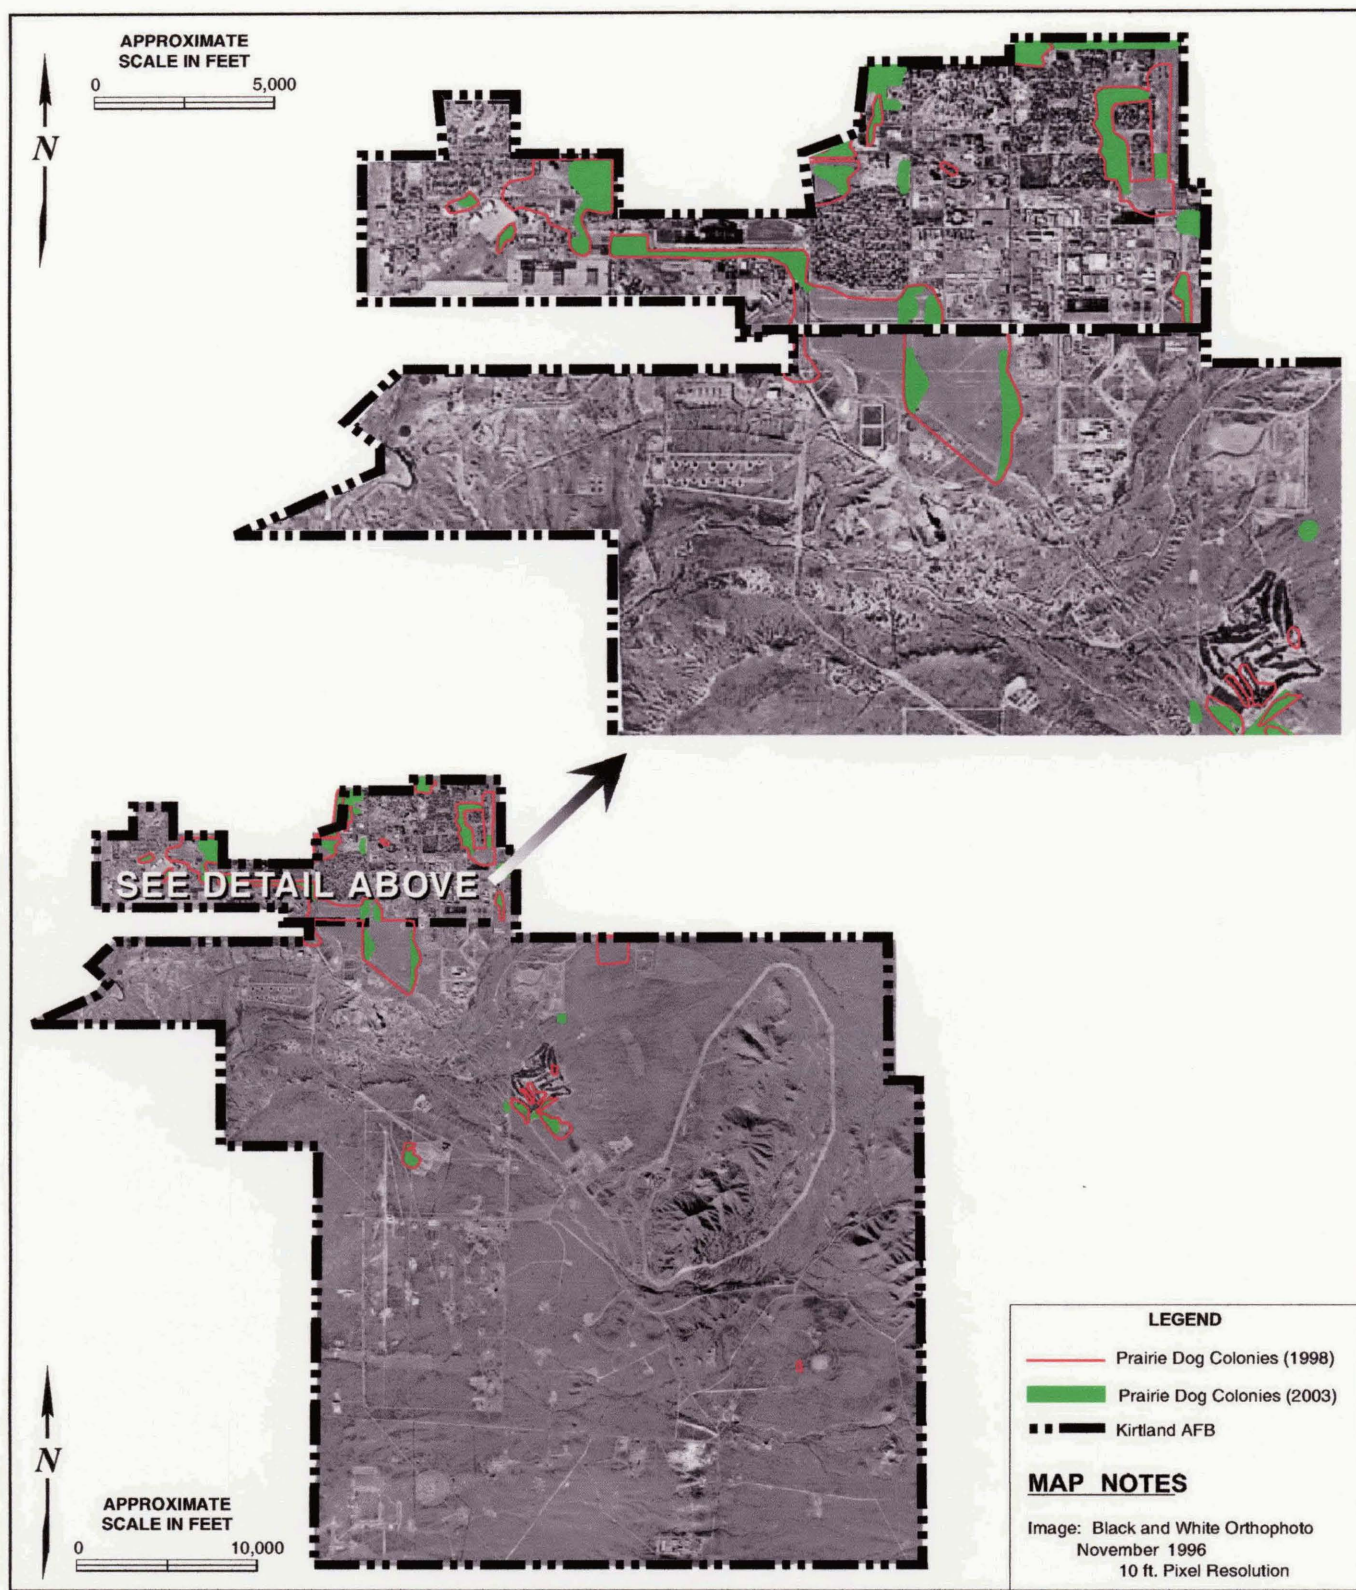 APPROXIMATE
SCALE IN FEET
0 5,000
N
SEE DETAIL ABOVE
N
APPROXIMATE
SCALE IN FEET
0 10,000
LEGEND
Prairie Dog Colonies (1998)
Prairie Dog Colonies (2003)
Kirtland AFB
MAP NOTES
Image: Black and White Orthophoto
November 1996
10 ft. Pixel Resolution